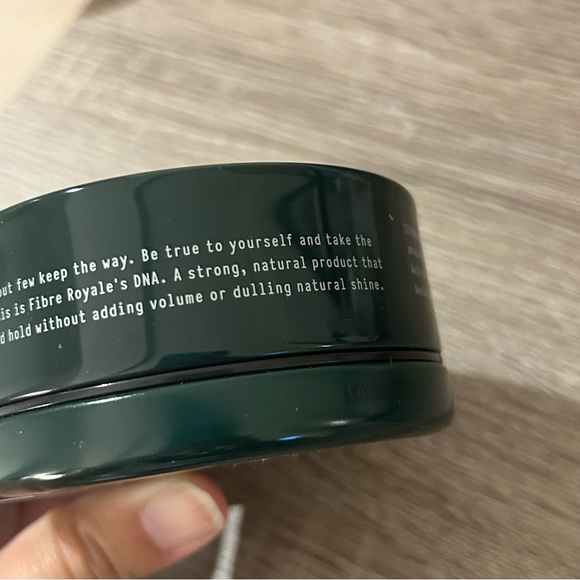 out few keep the way. Be true to yourself and take the
is is Fibre Royale's DNA. A strong, natural product that
d hold without adding volume or dulling natural shine.